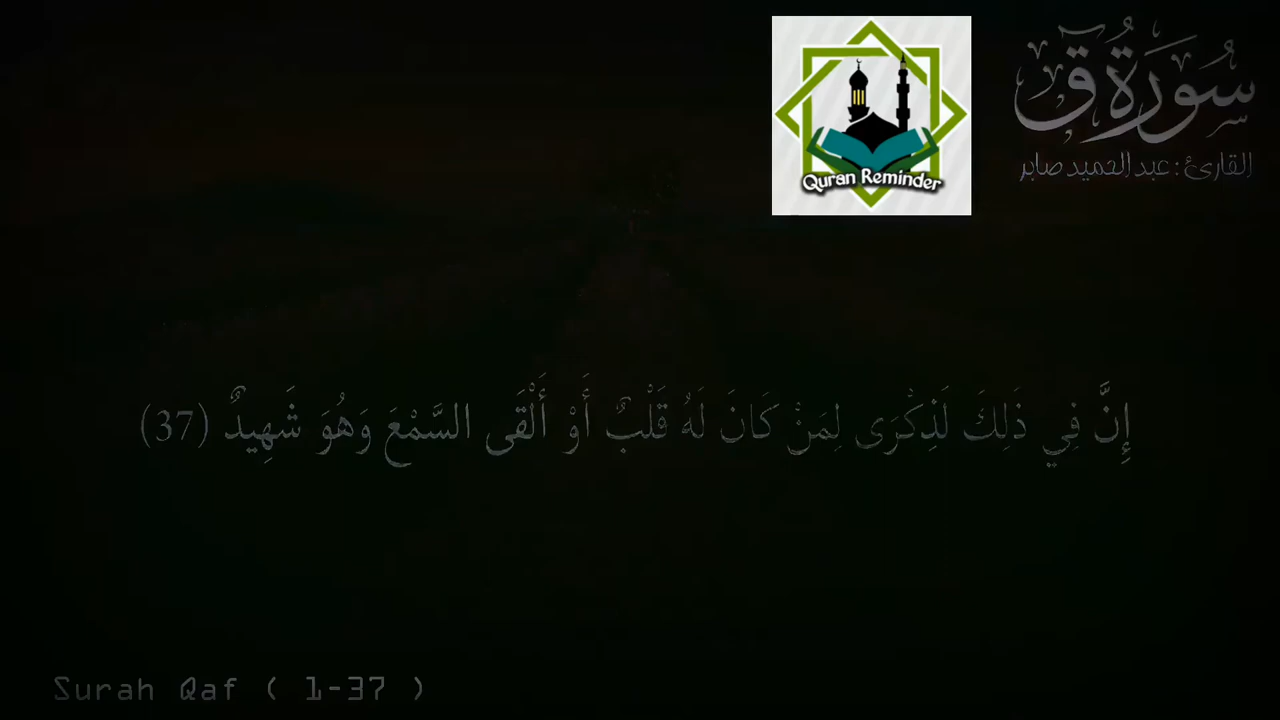 سُورَةُ ق
القارئ : عبد الحميد صابر
Quran Reminder
إِنَّ فِي ذَلِكَ لَذِكْرَى لِمَنْ كَانَ لَهُ قَلْبٌ أَوْ أَلْقَى السَّمْعَ وَهُوَ شَهِيدٌ (37)
Surah Qaf ( 1-37 )